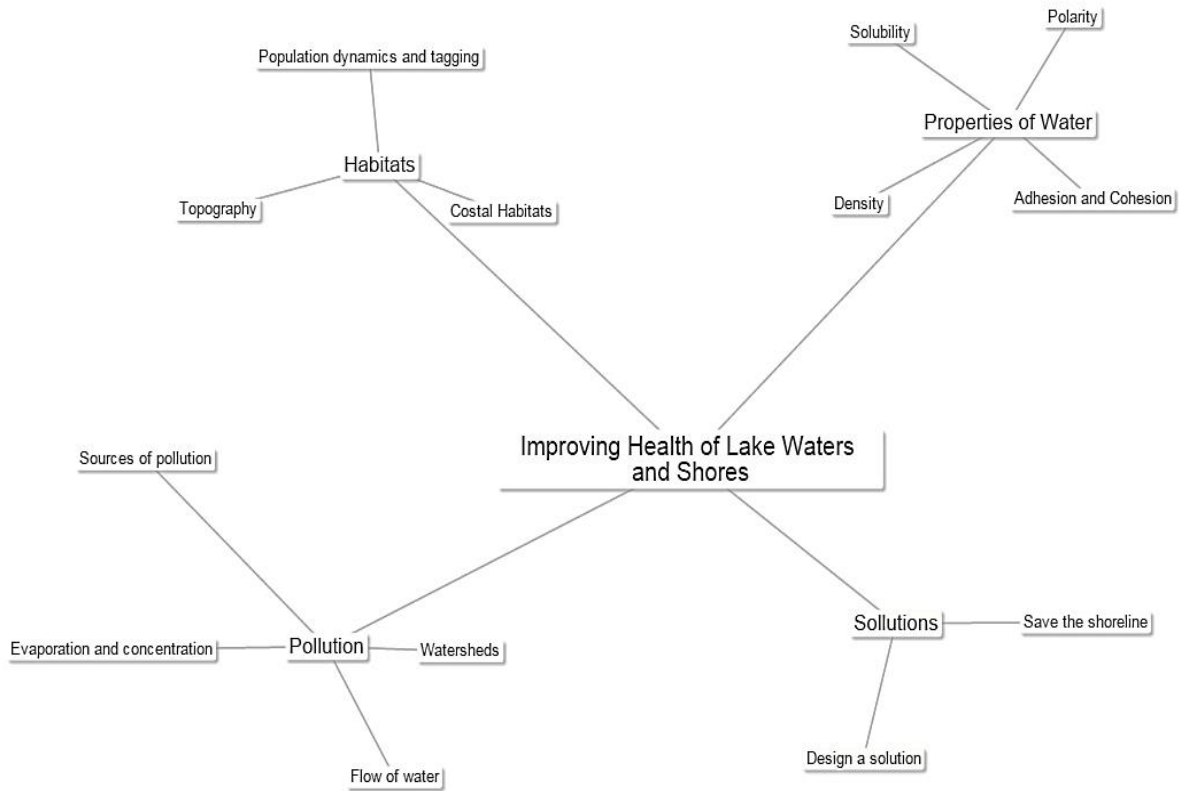 Polarity
Solubility
Population dynamics and tagging
Properties of Water
Habitats
Adhesion and Cohesion
Density
Topography
Costal Habitats
Improving Health of Lake Waters
and Shores
Sources of pollution
Sollutions
Save the shoreline
Pollution
Evaporation and concentration
Watersheds
Design a solution
Flow of water